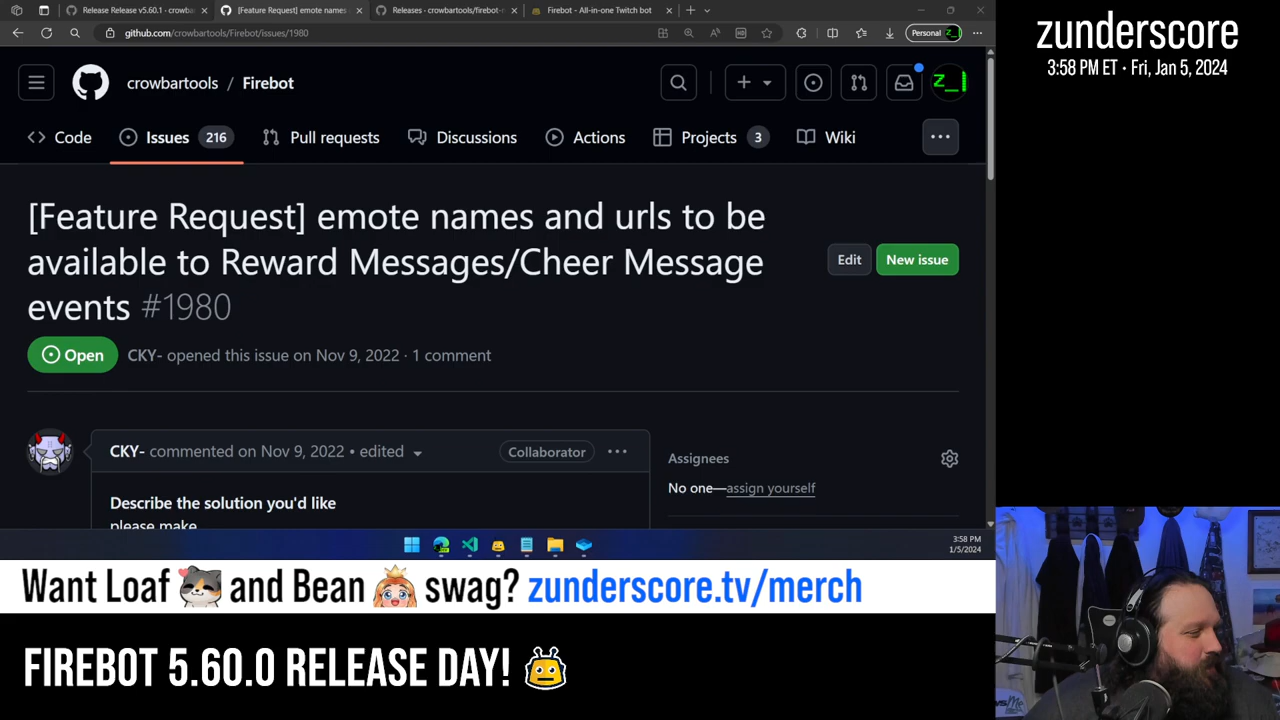 Release Release v5.60.1 · crowba
[Feature Request] emote names
Releases · crowbartools/firebot-
Firebot - All-in-one Twitch bot
github.com/crowbartools/Firebot/issues/1980
Personal
zunderscore
3:58 PM ET • Fri, Jan 5, 2024
crowbartools / Firebot
Code
Issues 216
Pull requests
Discussions
Actions
Projects 3
Wiki
[Feature Request] emote names and urls to be
available to Reward Messages/Cheer Message
events #1980
Edit
New issue
Open
CKY- opened this issue on Nov 9, 2022 · 1 comment
CKY- commented on Nov 9, 2022 • edited
Collaborator
Assignees
No one—assign yourself
Describe the solution you'd like
please make
3:58 PM
1/5/2024
Want Loaf and Bean swag? zunderscore.tv/merch
FIREBOT 5.60.0 RELEASE DAY!